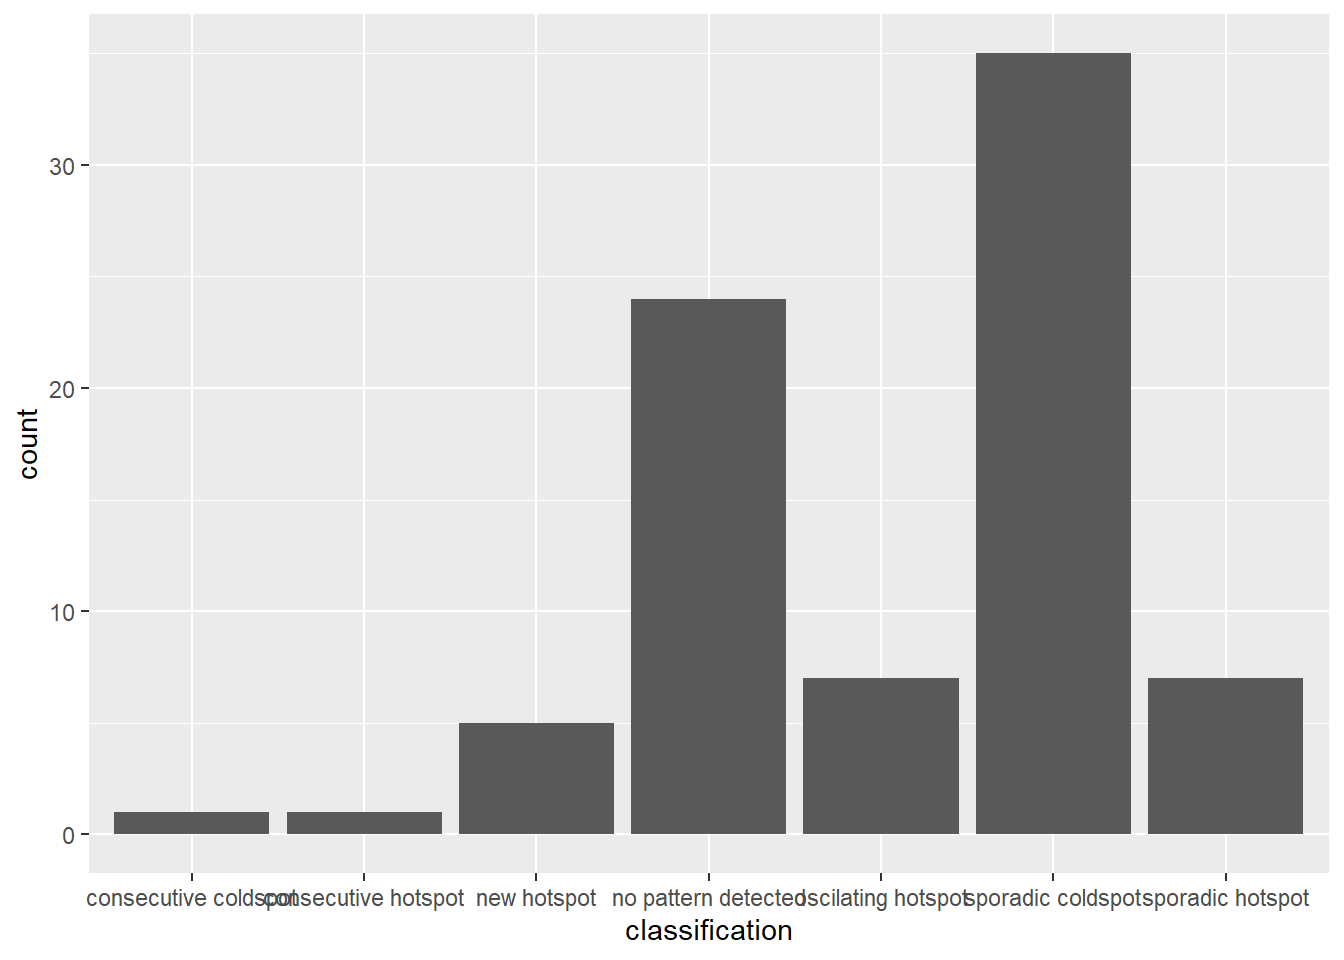 30
20
10
0
count
consecutive coldspot consecutive hotspot new hotspot no pattern detected oscilating hotspot sporadic coldspot sporadic hotspot
classification